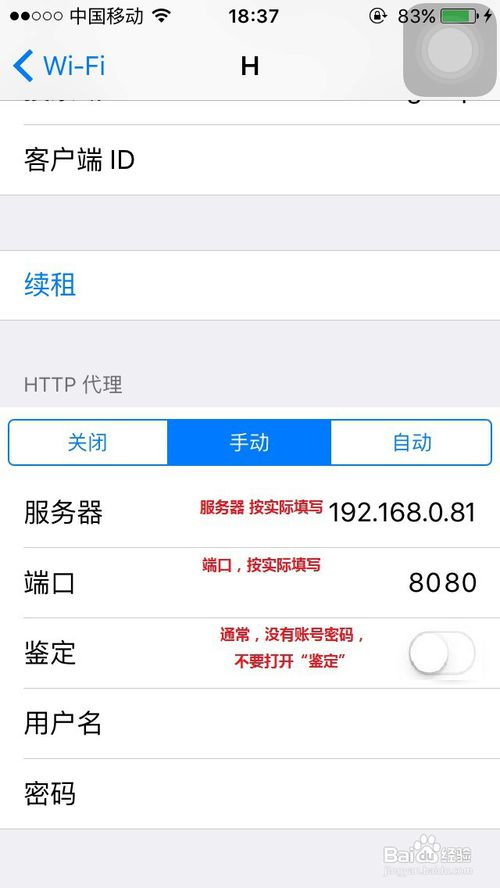 中国移动 18:37 83%
Wi-Fi H
客户端 ID
续租
HTTP 代理
关闭 手动 自动
服务器 服务器 按实际填写 192.168.0.81
端口 端口，按实际填写 8080
鉴定 通常，没有账号密码，
不要打开“鉴定”
用户名
密码
Baidu 经验
jingyan.baidu.com